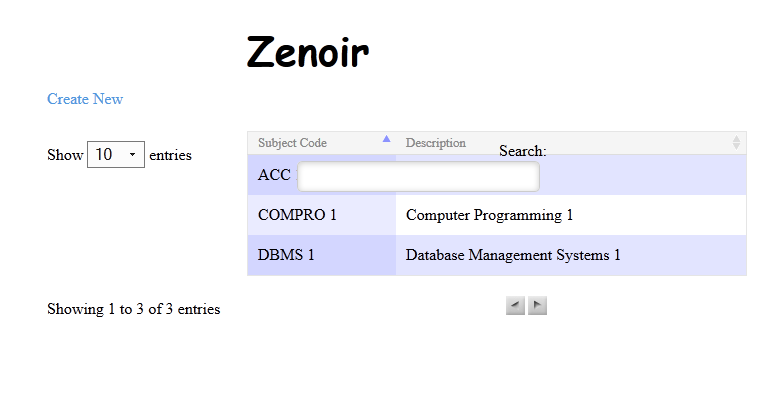 Zenoir
Create New
Show 10 entries
Search:
Subject Code Description
ACC
COMPRO 1 Computer Programming 1
DBMS 1 Database Management Systems 1
Showing 1 to 3 of 3 entries